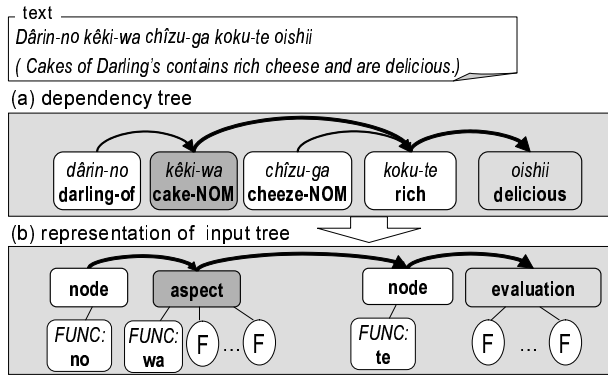 text
Dârin-no kêki-wa chîzu-ga koku-te oishii
( Cakes of Darling's contains rich cheese and are delicious.)
(a) dependency tree
dârin-no kêki-wa chîzu-ga koku-te oishii
darling-of cake-NOM cheeze-NOM rich delicious
(b) representation of input tree
node aspect node evaluation
FUNC: FUNC: F ... F FUNC: F ... F
no wa te